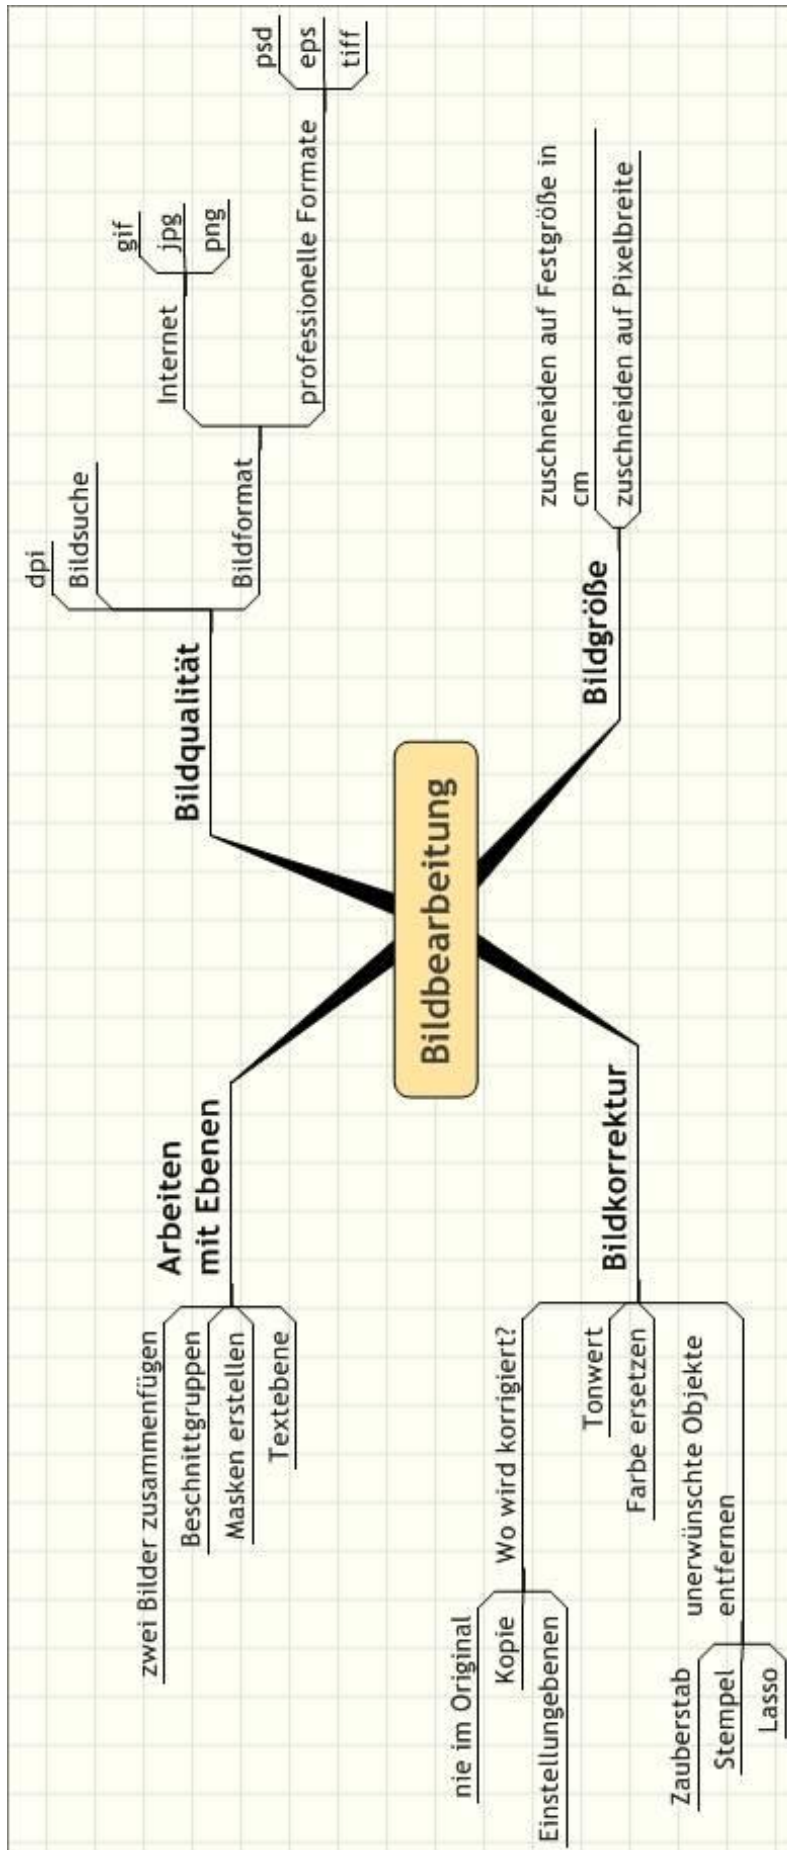 Bildbearbeitung
Bildqualität
dpi
Bildsuche
Bildformat
Internet
gif
jpg
png
professionelle Formate
psd
eps
tiff
Bildgröße
zuschneiden auf Festgröße in
cm
zuschneiden auf Pixelbreite
Arbeiten
mit Ebenen
zwei Bilder zusammenfügen
Beschnittgruppen
Masken erstellen
Textebene
Bildkorrektur
Wo wird korrigiert?
nie im Original
Kopie
Einstellungebenen
Tonwert
Farbe ersetzen
unerwünschte Objekte
entfernen
Zauberstab
Stempel
Lasso